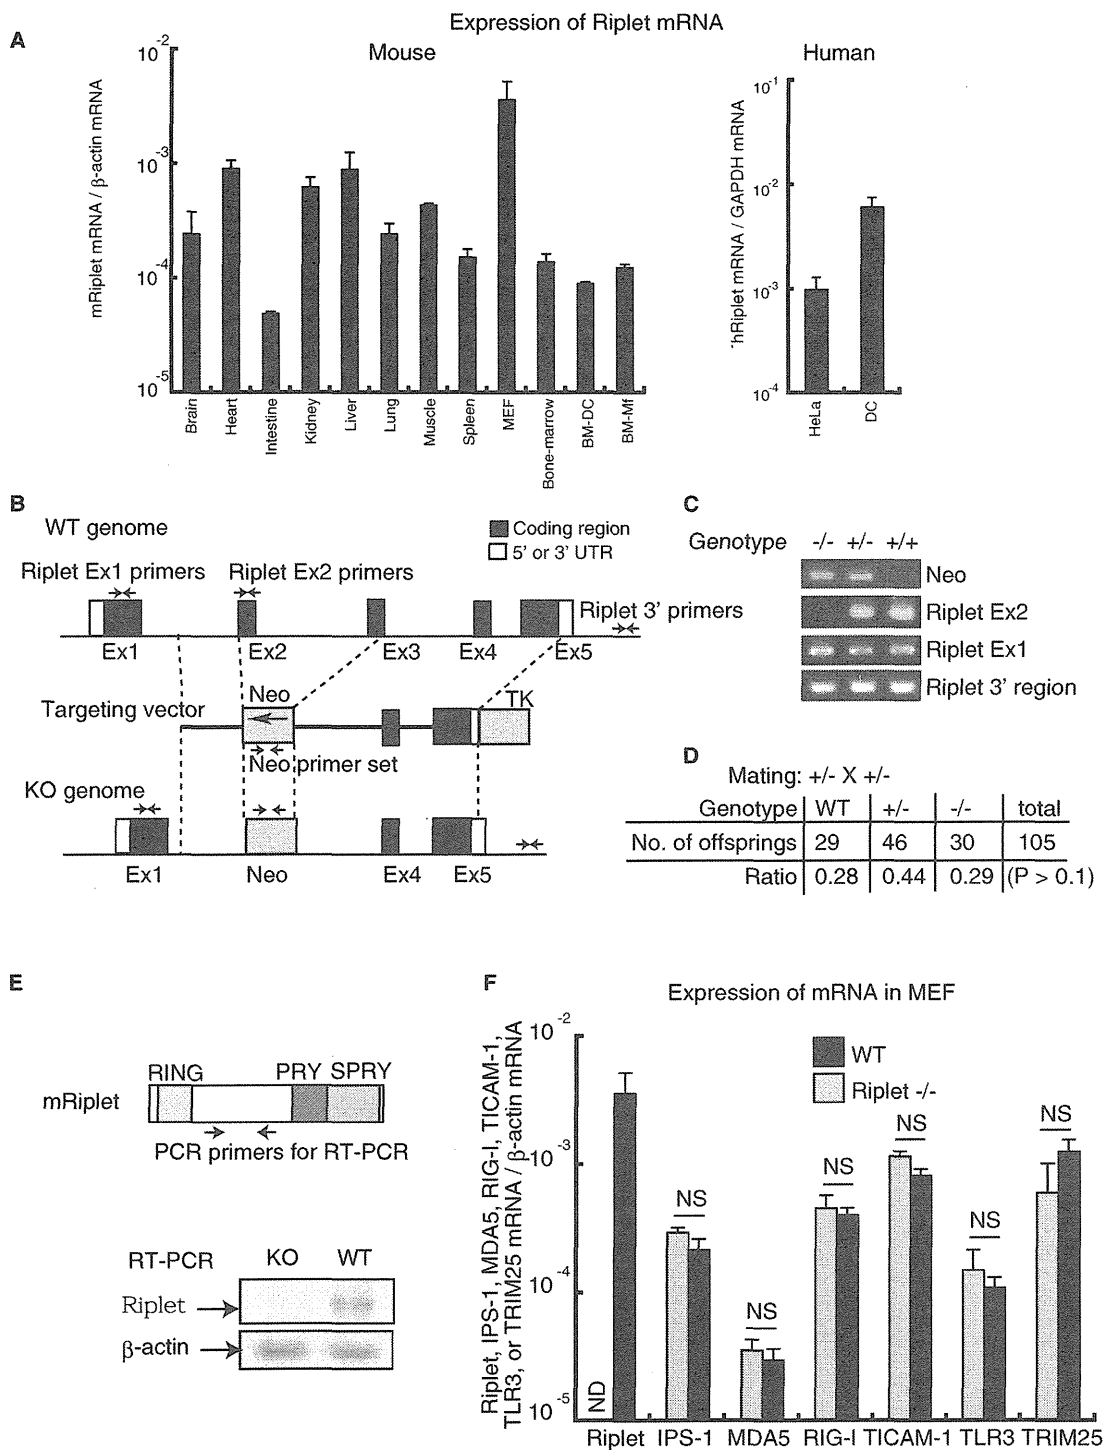 Expression of Riplet mRNA
A
Mouse
Human
mRiplet mRNA / β-actin mRNA
10-2
10-3
10-4
10-5
Brain
Heart
Intestine
Kidney
Liver
Lung
Muscle
Spleen
MEF
Bone-marrow
BM-DC
BM-Mf
hRiplet mRNA / GAPDH mRNA
10-1
10-2
10-3
10-4
HeLa
DC
B
WT genome
Coding region
5' or 3' UTR
Riplet Ex1 primers
Riplet Ex2 primers
Riplet 3' primers
Ex1
Ex2
Ex3
Ex4
Ex5
Neo
TK
Targeting vector
Neo primer set
KO genome
Ex1
Neo
Ex4
Ex5
C
Genotype -/- +/- +/+
Neo
Riplet Ex2
Riplet Ex1
Riplet 3' region
D
Mating: +/- X +/-
Genotype WT +/- -/- total
No. of offsprings 29 46 30 105
Ratio 0.28 0.44 0.29 (P > 0.1)
E
RING PRY SPRY
mRiplet
PCR primers for RT-PCR
RT-PCR KO WT
Riplet
β-actin
F
Expression of mRNA in MEF
Riplet, IPS-1, MDA5, RIG-I, TICAM-1,
TLR3, or TRIM25 mRNA / β-actin mRNA
10-2
10-3
10-4
10-5
WT
Riplet -/-
ND
NS
NS
NS
NS
NS
NS
Riplet IPS-1 MDA5 RIG-I TICAM-1 TLR3 TRIM25